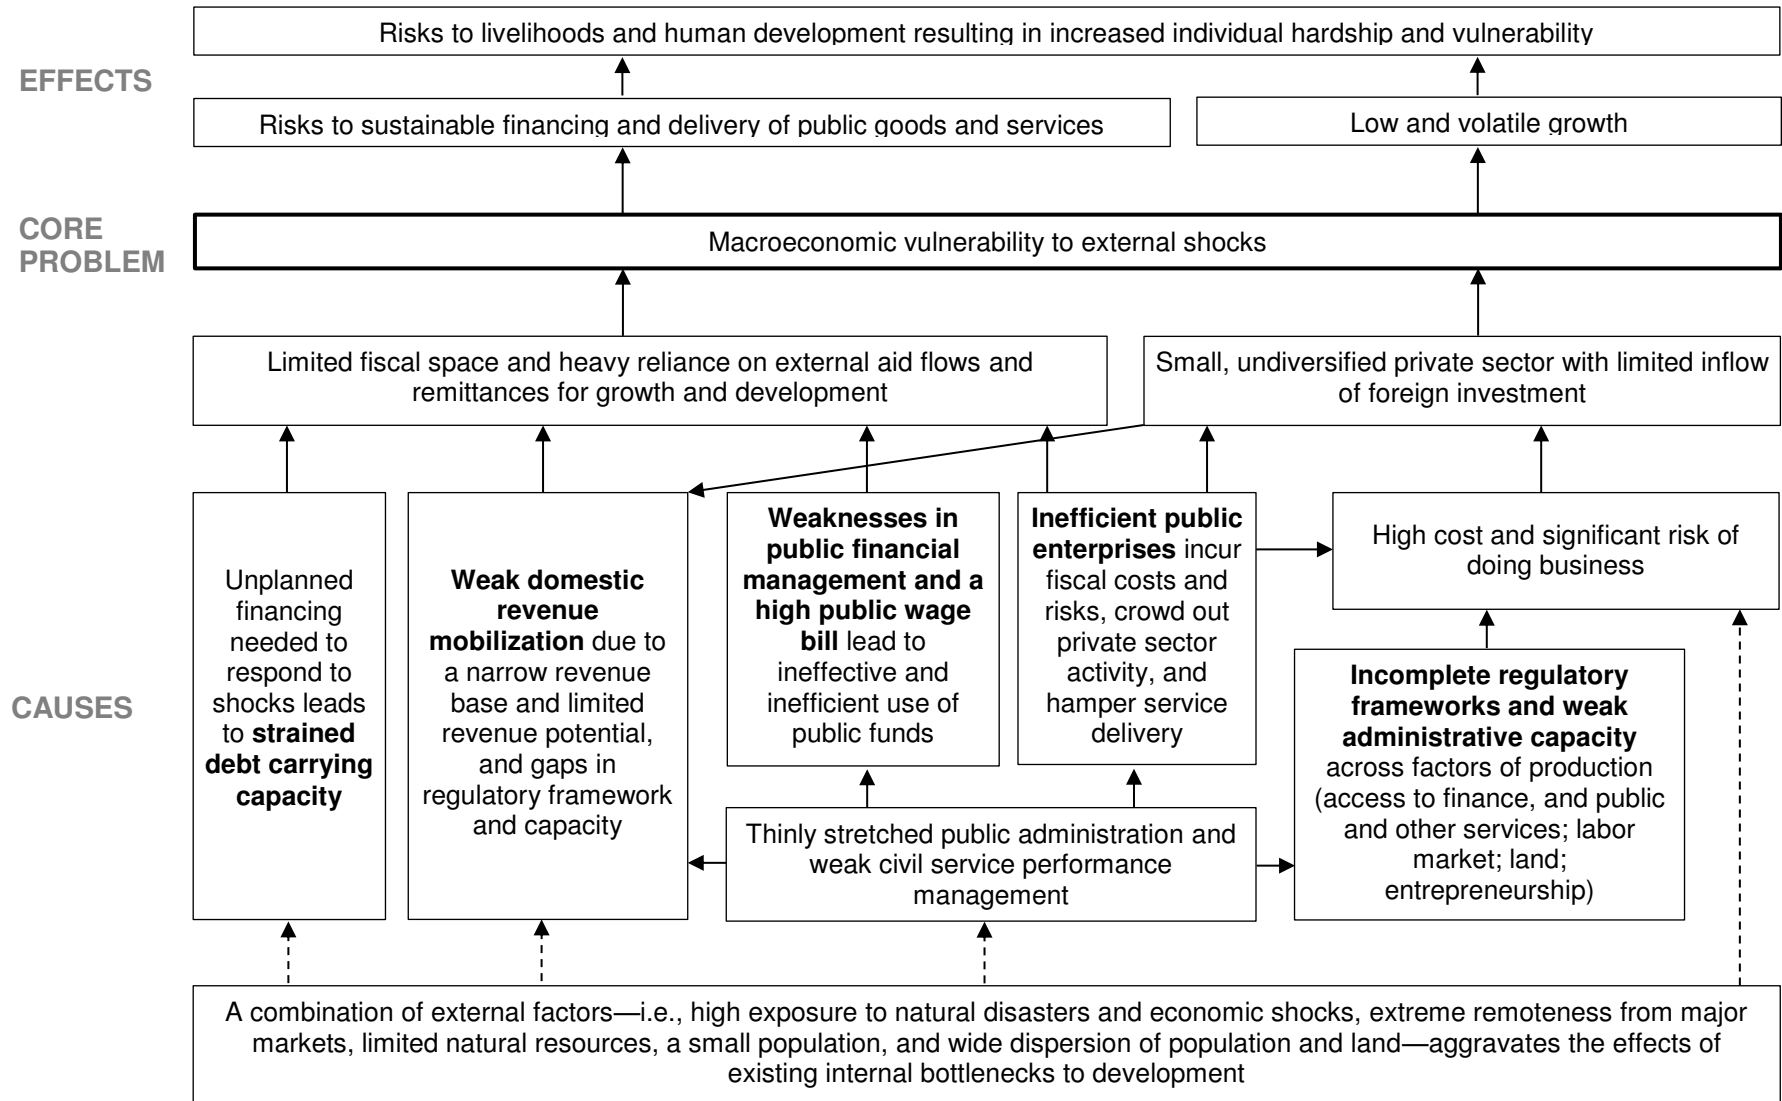 Risks to livelihoods and human development resulting in increased individual hardship and vulnerability
EFFECTS
Risks to sustainable financing and delivery of public goods and services
Low and volatile growth
CORE
PROBLEM
Macroeconomic vulnerability to external shocks
Limited fiscal space and heavy reliance on external aid flows and
remittances for growth and development
Small, undiversified private sector with limited inflow
of foreign investment
CAUSES
Unplanned
financing
needed to
respond to
shocks leads
to strained
debt carrying
capacity
Weak domestic
revenue
mobilization due to
a narrow revenue
base and limited
revenue potential,
and gaps in
regulatory framework
and capacity
Weaknesses in
public financial
management and a
high public wage
bill lead to
ineffective and
inefficient use of
public funds
Inefficient public
enterprises incur
fiscal costs and
risks, crowd out
private sector
activity, and
hamper service
delivery
High cost and significant risk of
doing business
Incomplete regulatory
frameworks and weak
administrative capacity
across factors of production
(access to finance, and public
and other services; labor
market; land;
entrepreneurship)
Thinly stretched public administration and
weak civil service performance
management
A combination of external factors—i.e., high exposure to natural disasters and economic shocks, extreme remoteness from major
markets, limited natural resources, a small population, and wide dispersion of population and land—aggravates the effects of
existing internal bottlenecks to development